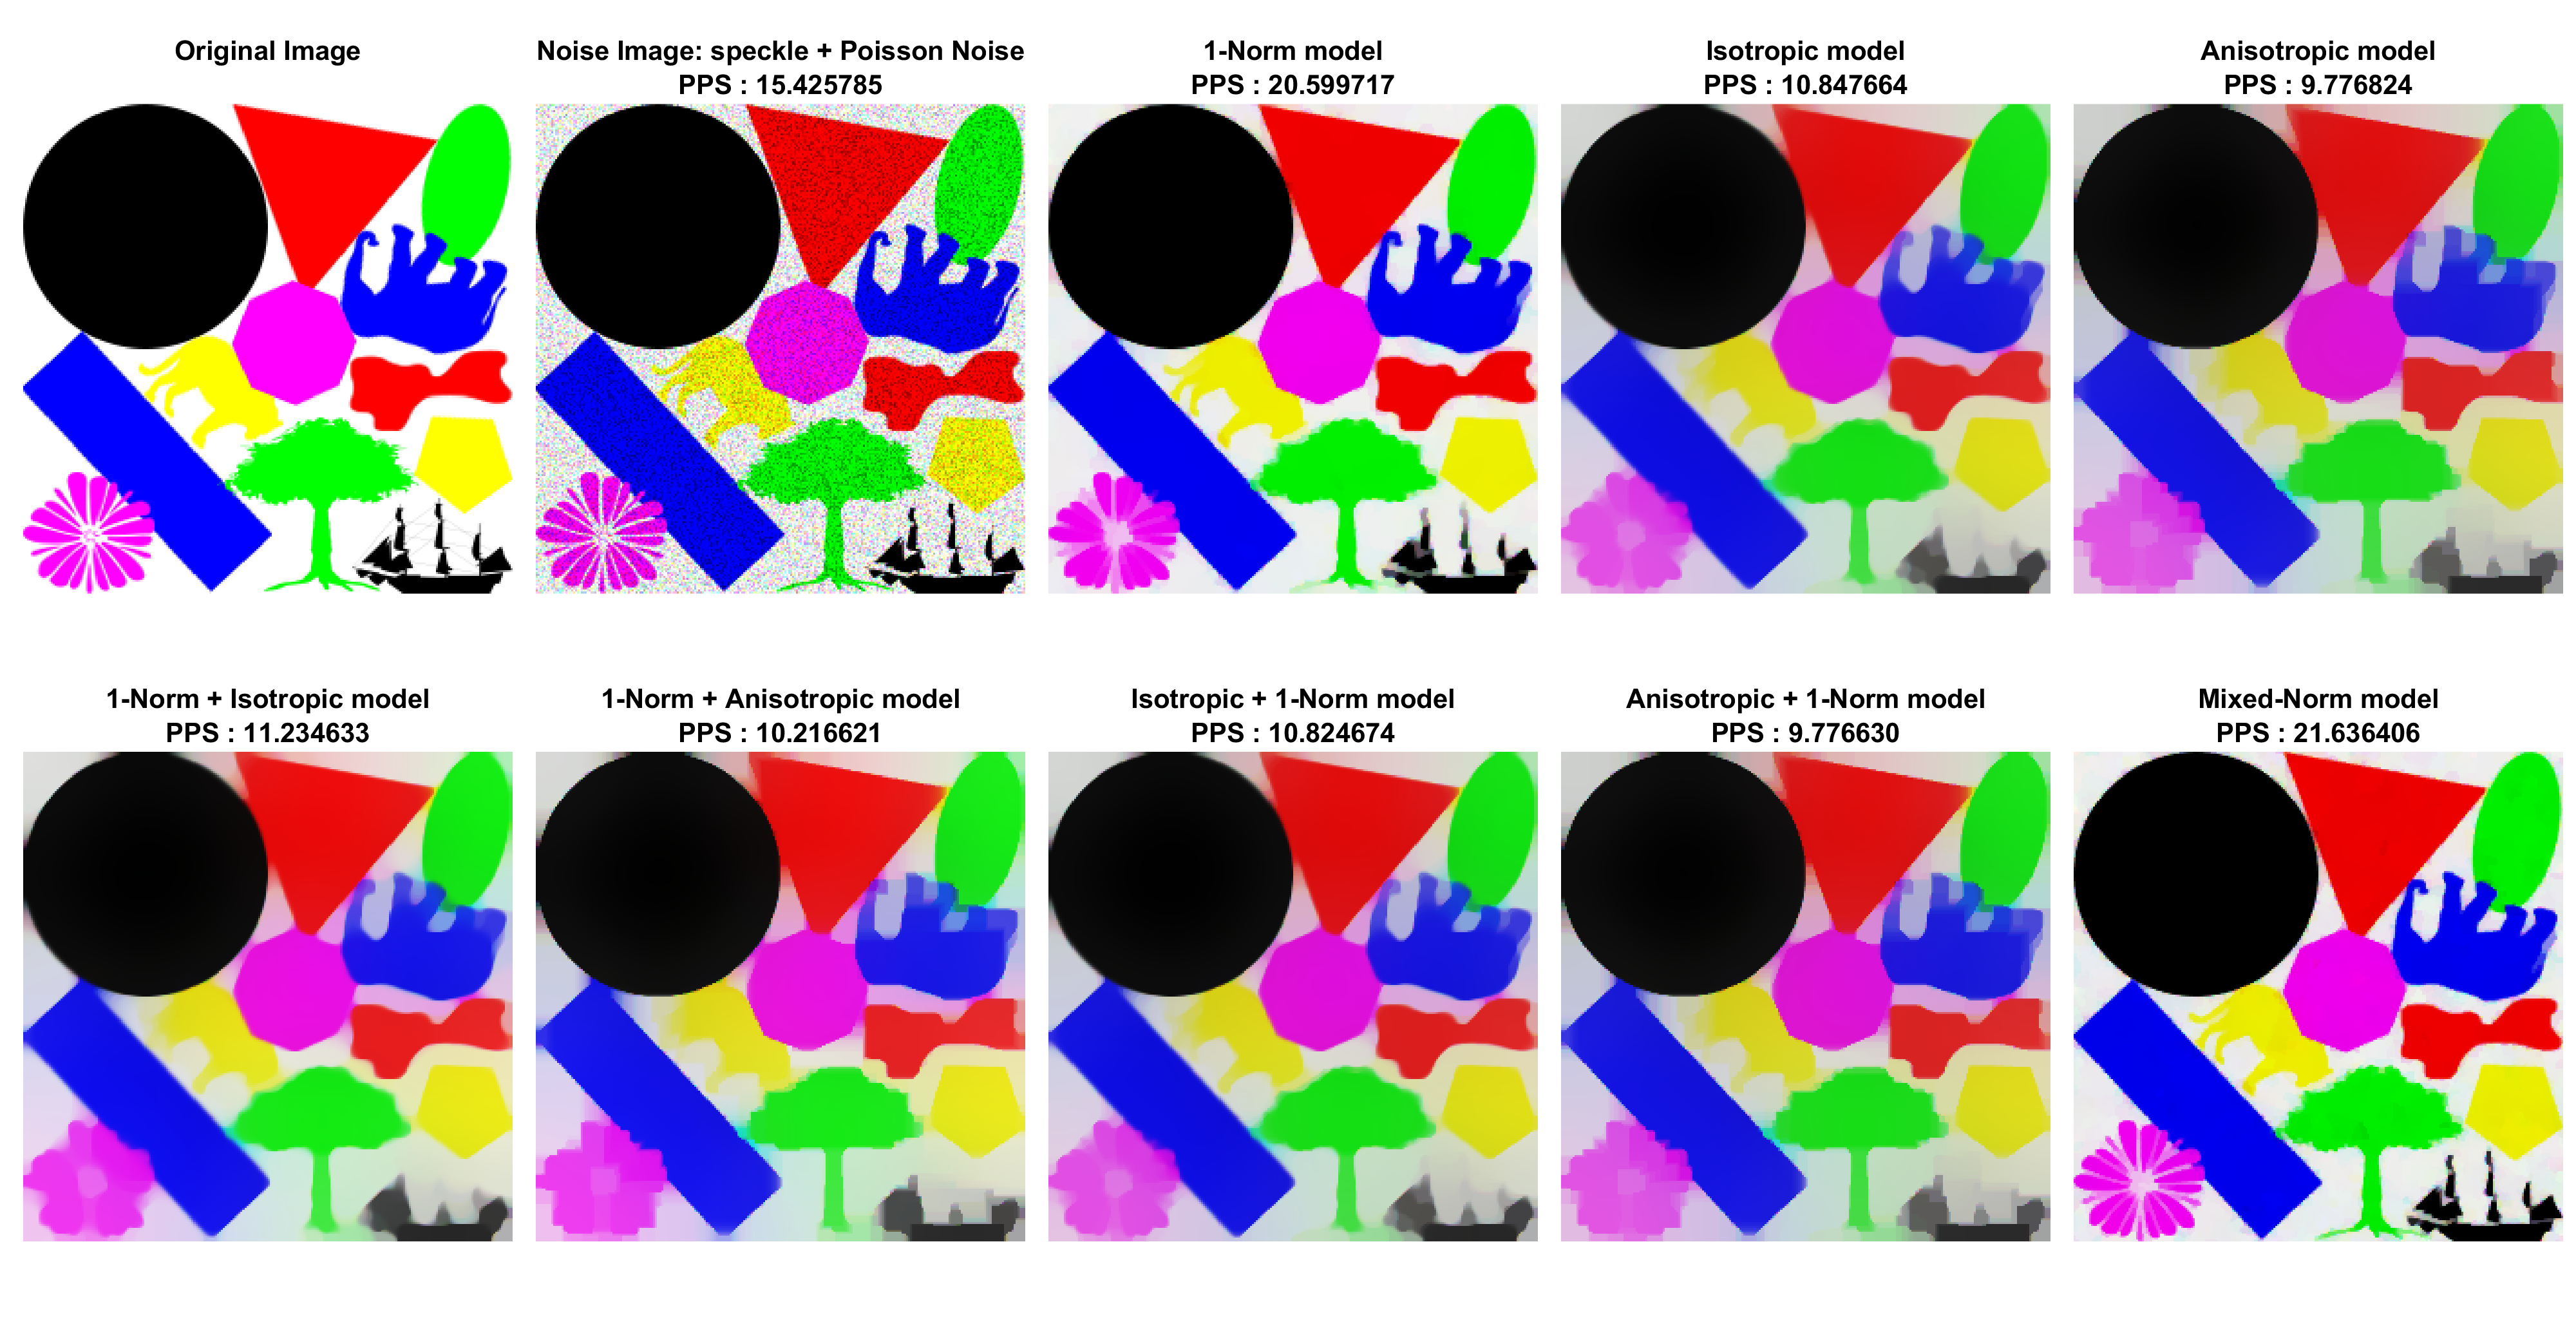 Original Image
Noise Image: speckle + Poisson Noise
PPS : 15.425785
1-Norm model
PPS : 20.599717
Isotropic model
PPS : 10.847664
Anisotropic model
PPS : 9.776824
1-Norm + Isotropic model
PPS : 11.234633
1-Norm + Anisotropic model
PPS : 10.216621
Isotropic + 1-Norm model
PPS : 10.824674
Anisotropic + 1-Norm model
PPS : 9.776630
Mixed-Norm model
PPS : 21.636406